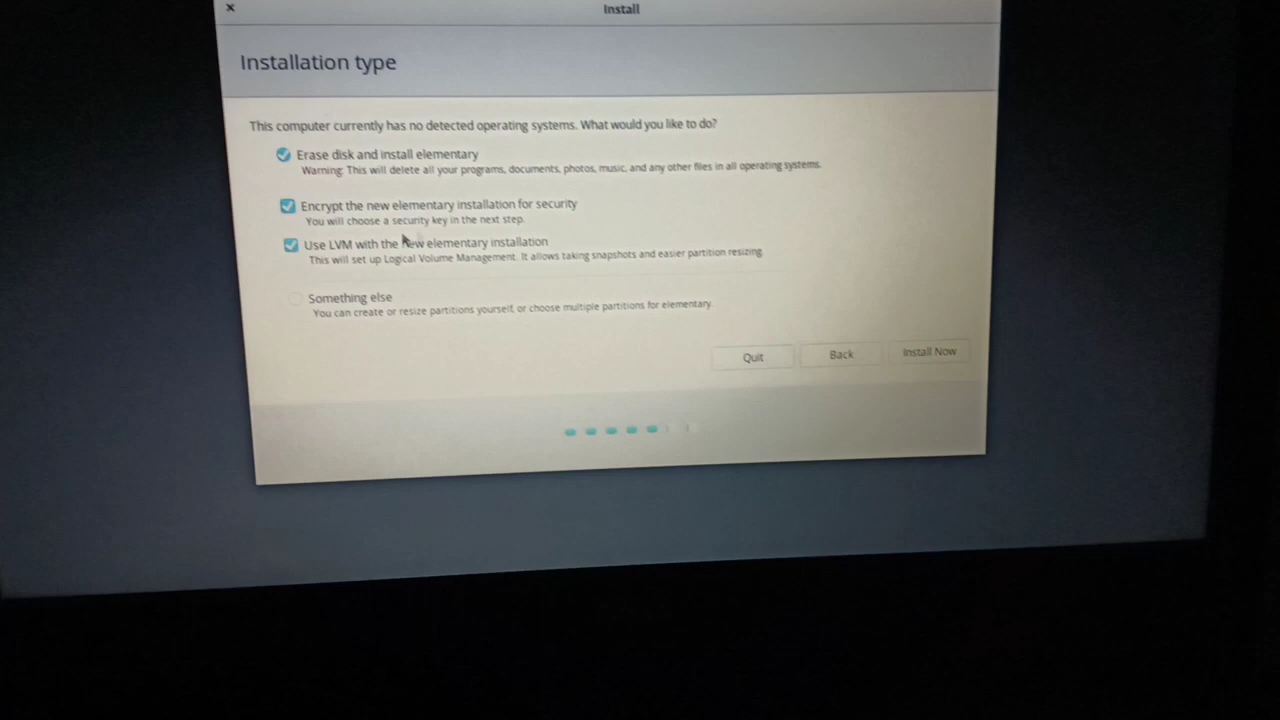 ×
Install
Installation type
This computer currently has no detected operating systems. What would you like to do?
Erase disk and install elementary
Warning: This will delete all your programs, documents, photos, music, and any other files in all operating systems.
Encrypt the new elementary installation for security
You will choose a security key in the next step.
Use LVM with the new elementary installation
This will set up Logical Volume Management. It allows taking snapshots and easier partition resizing.
Something else
You can create or resize partitions yourself, or choose multiple partitions for elementary.
Quit
Back
Install Now